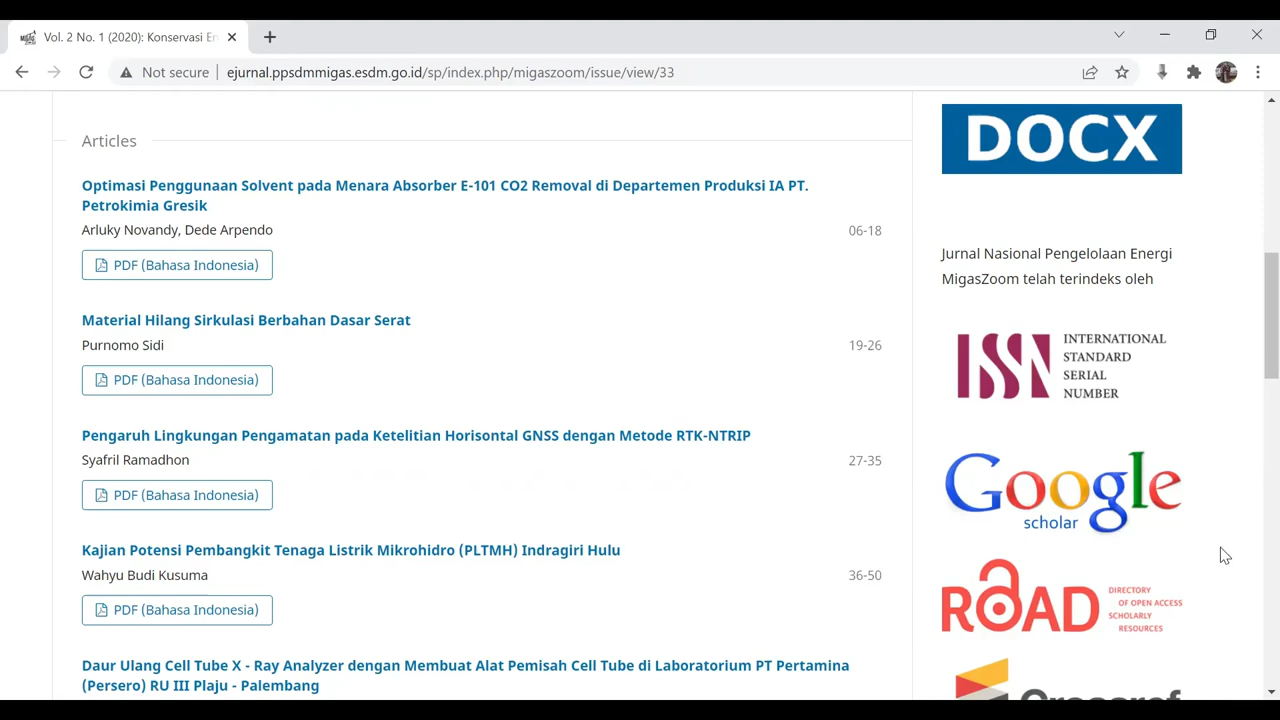 Vol. 2 No. 1 (2020): Konservasi En
Not secure
ejurnal.ppsdmmigas.esdm.go.id/sp/index.php/migaszoom/issue/view/33
Articles
Optimasi Penggunaan Solvent pada Menara Absorber E-101 CO2 Removal di Departemen Produksi IA PT.
Petrokimia Gresik
Arluky Novandy, Dede Arpendo
06-18
PDF (Bahasa Indonesia)
Material Hilang Sirkulasi Berbahan Dasar Serat
Purnomo Sidi
19-26
PDF (Bahasa Indonesia)
Pengaruh Lingkungan Pengamatan pada Ketelitian Horisontal GNSS dengan Metode RTK-NTRIP
Syafril Ramadhon
27-35
PDF (Bahasa Indonesia)
Kajian Potensi Pembangkit Tenaga Listrik Mikrohidro (PLTMH) Indragiri Hulu
Wahyu Budi Kusuma
36-50
PDF (Bahasa Indonesia)
Daur Ulang Cell Tube X - Ray Analyzer dengan Membuat Alat Pemisah Cell Tube di Laboratorium PT Pertamina
(Persero) RU III Plaju - Palembang
DOCX
Jurnal Nasional Pengelolaan Energi
MigasZoom telah terindeks oleh
ISSN
INTERNATIONAL
STANDARD
SERIAL
NUMBER
Google
scholar
ROAD
DIRECTORY
OF OPEN ACCESS
SCHOLARLY
RESOURCES
Crossref